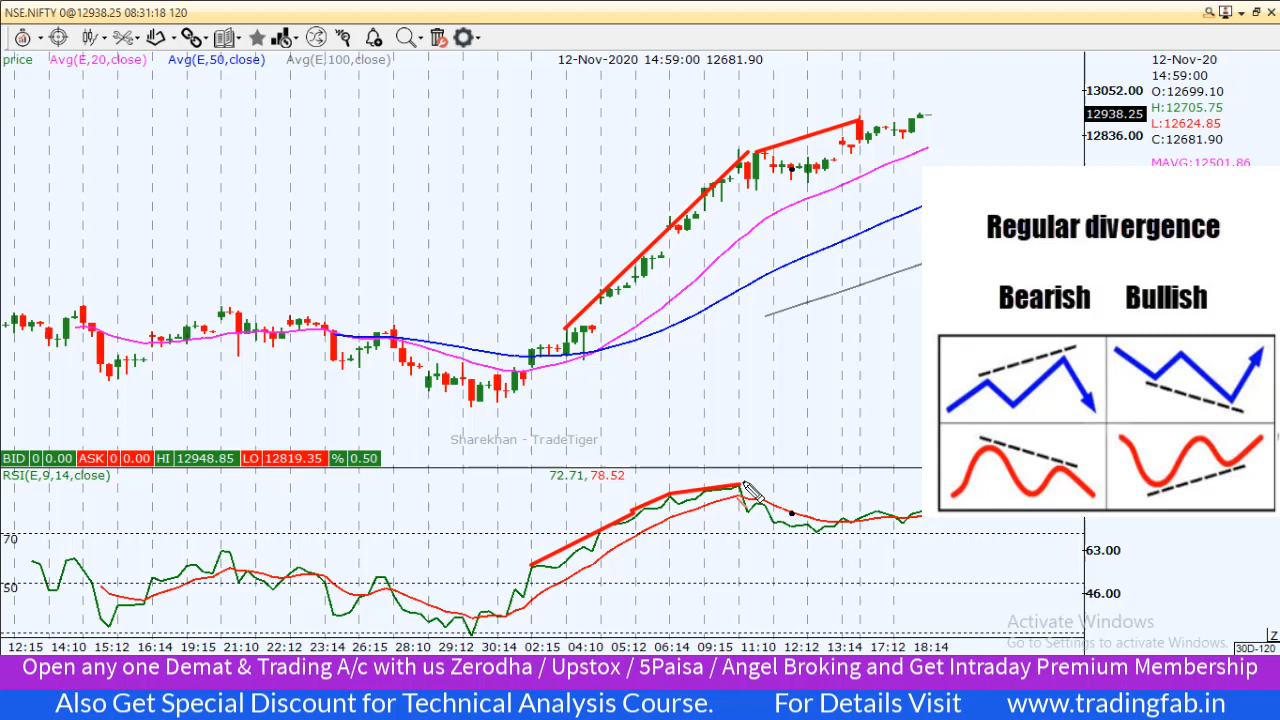 NSE.NIFTY 0@12938.25 08:31:18 120
price Avg(E,20,close) Avg(E,50,close) Avg(E,100,close) 12-Nov-2020 14:59:00 12681.90
12-Nov-20
14:59:00
O:12699.10
H:12705.75
L:12624.85
C:12681.90
MAVG:12501.86
13052.00
12938.25
12836.00
Regular divergence
Bearish Bullish
Sharekhan - TradeTiger
BID 0 0.00 ASK 0 0.00 HI 12948.85 LO 12819.35 % 0.50
RSI(E,9,14,close) 72.71, 78.52
70
50
63.00
46.00
Activate Windows
Go to Settings to activate Windows.
12:15 14:10 15:12 16:14 18:11 20:09 21:14 22:12 23:14 26:11 28:10 28:09 29:12 30:14 02:15 04:10 05:12 06:14 09:15 11:10 12:12 13:14 17:12 18:14
Z
30D-120
Open any one Demat & Trading A/c with us Zerodha / Upstox / 5Paisa / Angel Broking and Get Intraday Premium Membership
Also Get Special Discount for Technical Analysis Course. For Details Visit www.tradingfab.in